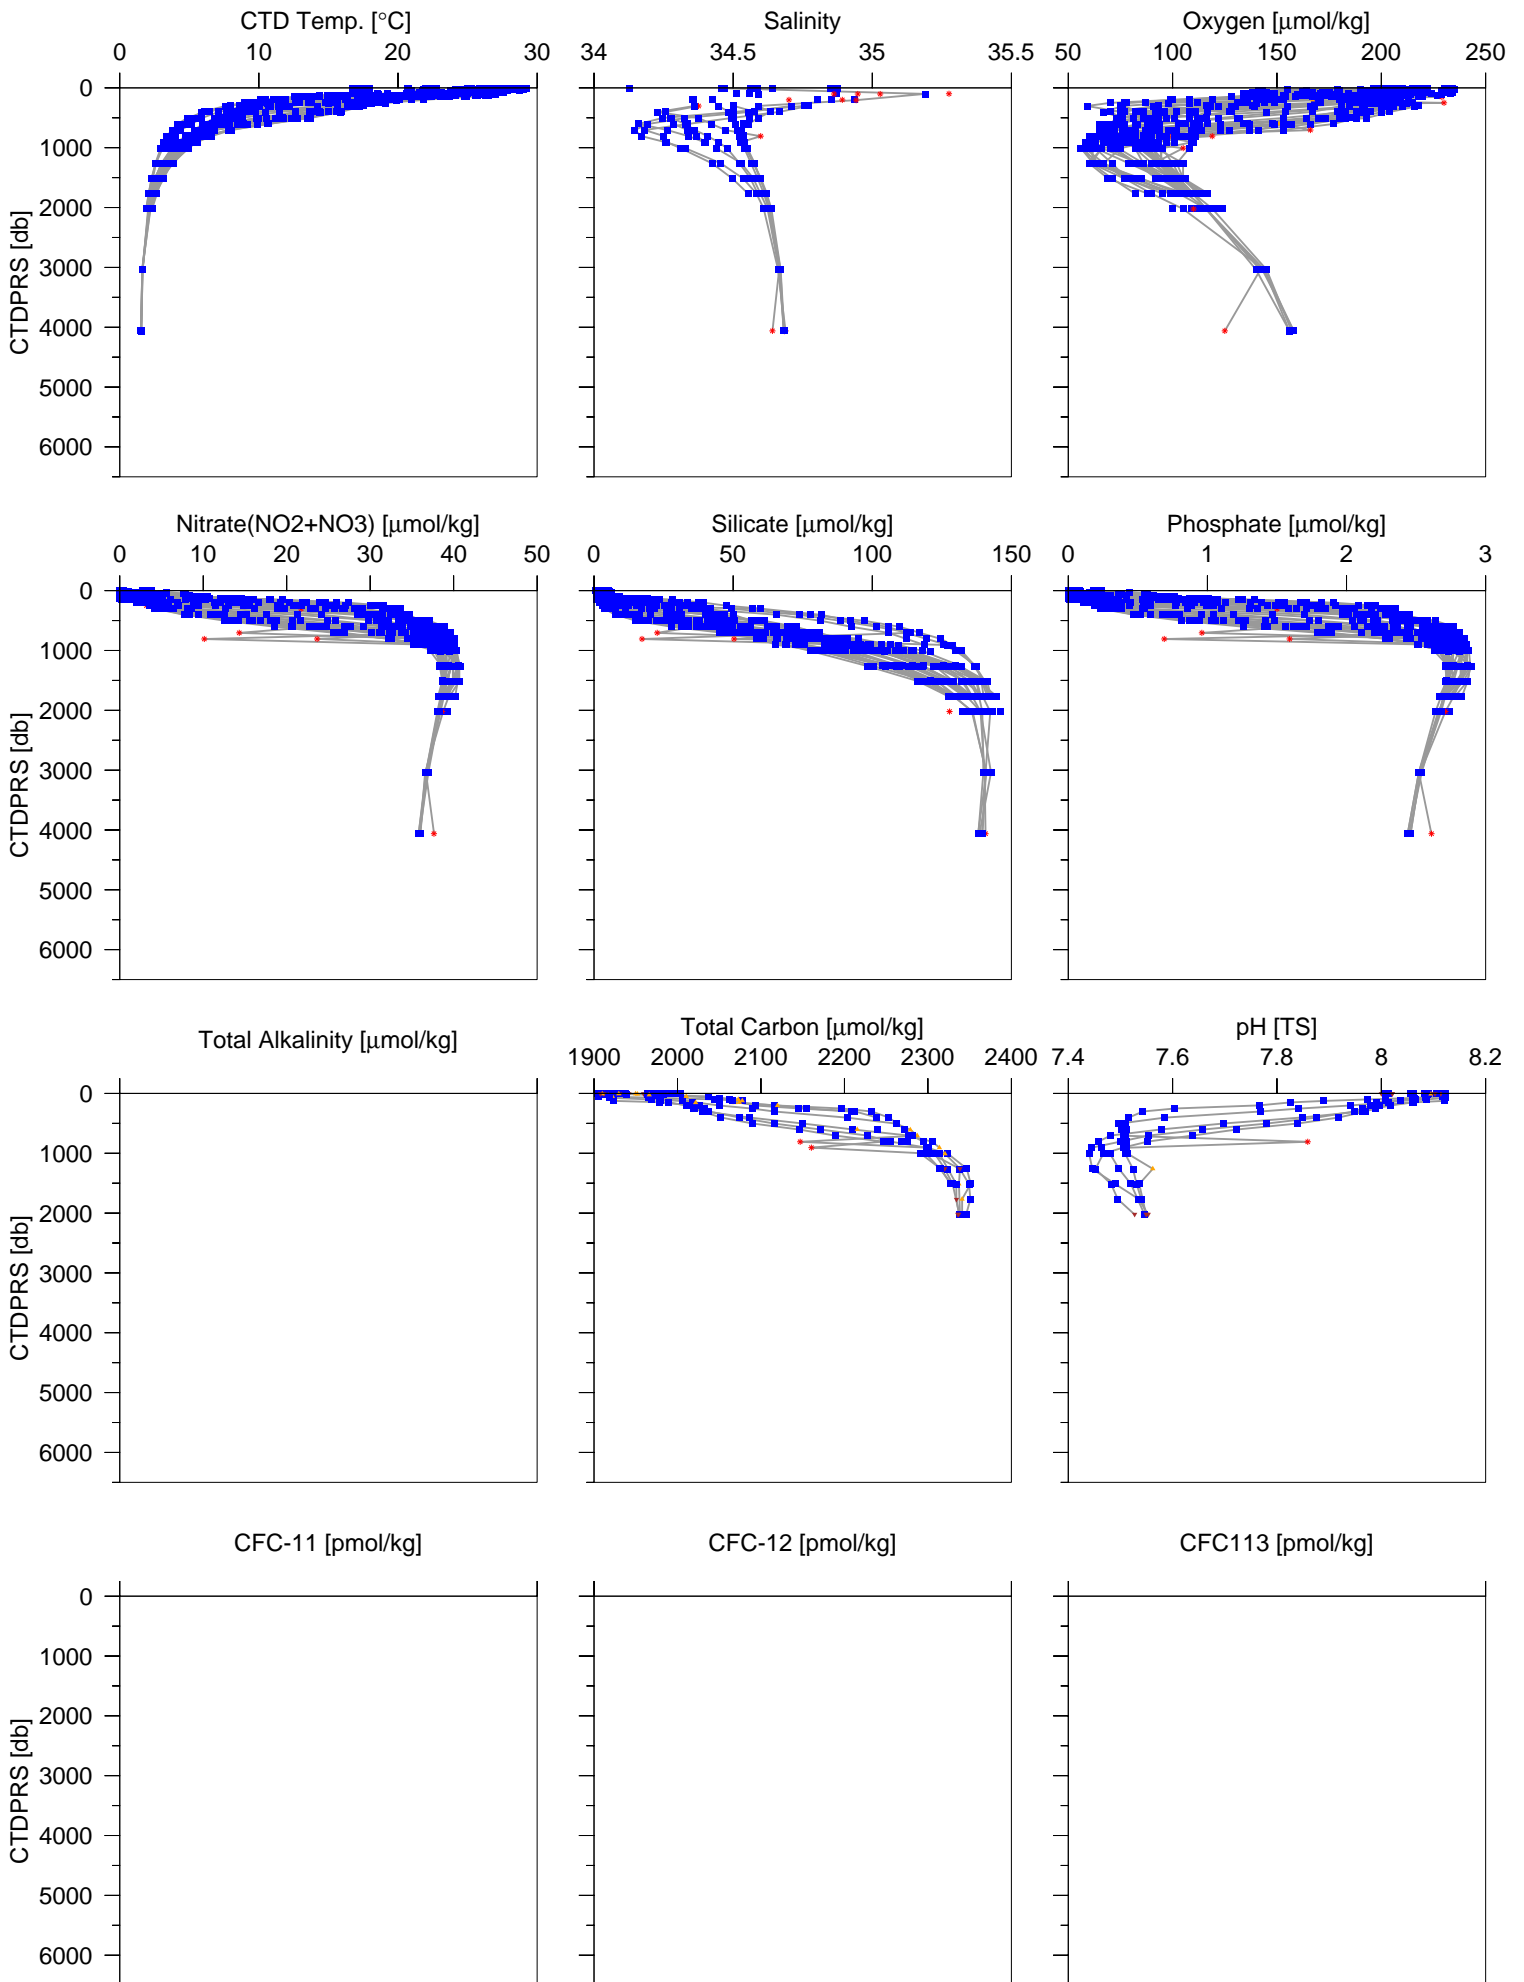 CTD Temp. [°C] Salinity Oxygen [μmol/kg]
0 10 20 30 34 34.5 35 35.5 50 100 150 200 250
0
1000
2000
3000
4000
5000
6000
CTDPRS [db]
Nitrate(NO2+NO3) [μmol/kg] Silicate [μmol/kg] Phosphate [μmol/kg]
0 10 20 30 40 50 0 50 100 150 0 1 2 3
0
1000
2000
3000
4000
5000
6000
CTDPRS [db]
Total Alkalinity [μmol/kg] Total Carbon [μmol/kg] pH [TS]
1900 2000 2100 2200 2300 2400 7.4 7.6 7.8 8 8.2
0
1000
2000
3000
4000
5000
6000
CTDPRS [db]
CFC-11 [pmol/kg] CFC-12 [pmol/kg] CFC113 [pmol/kg]
0
1000
2000
3000
4000
5000
6000
CTDPRS [db]